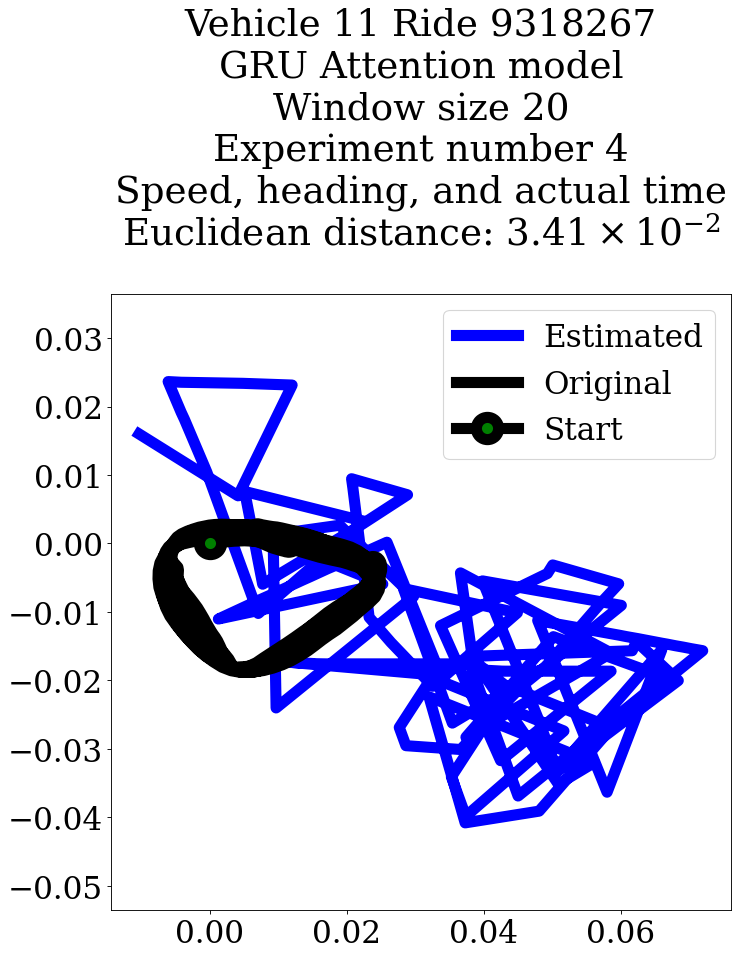 Vehicle 11 Ride 9318267
GRU Attention model
Window size 20
Experiment number 4
Speed, heading, and actual time
Euclidean distance: 3.41 × 10⁻²
Estimated
Original
Start
0.03
0.02
0.01
0.00
−0.01
−0.02
−0.03
−0.04
−0.05
0.00 0.02 0.04 0.06